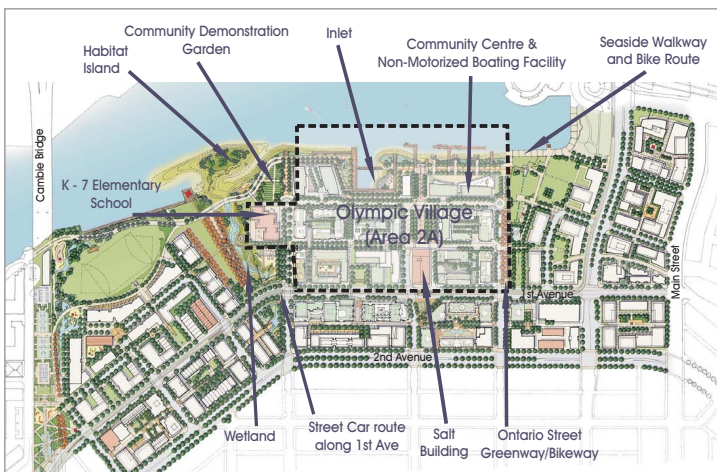 Community Demonstration
Garden
Inlet
Habitat
Island
Community Centre &
Non-Motorized Boating Facility
Seaside Walkway
and Bike Route
Cambie Bridge
K - 7 Elementary
School
Olympic Village
(Area 2A)
Main Street
1st Avenue
2nd Avenue
Wetland
Street Car route
along 1st Ave
Salt
Building
Ontario Street
Greenway/Bikeway